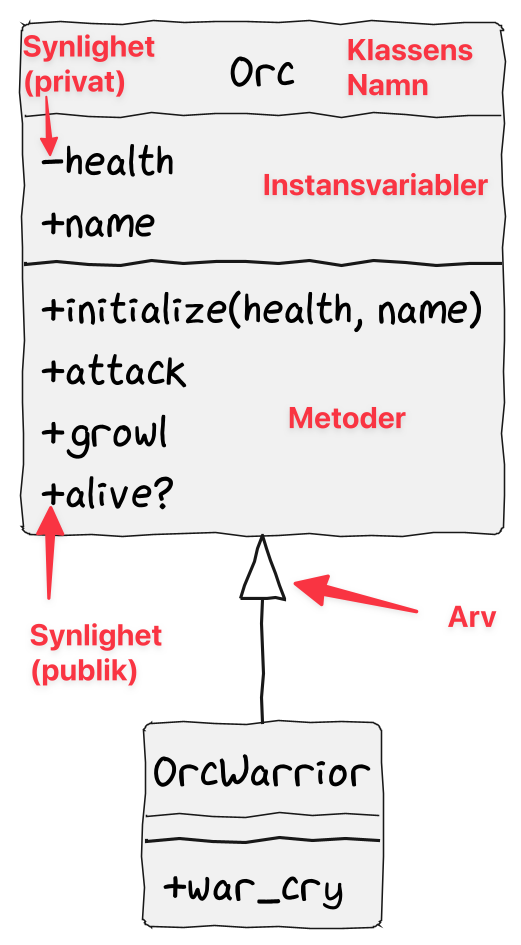 Synlighet
(privat)
Orc
Klassens
Namn
-health
+name
Instansvariabler
+initialize(health, name)
+attack
+growl
+alive?
Metoder
Synlighet
(publik)
Arv
OrcWarrior
+war_cry